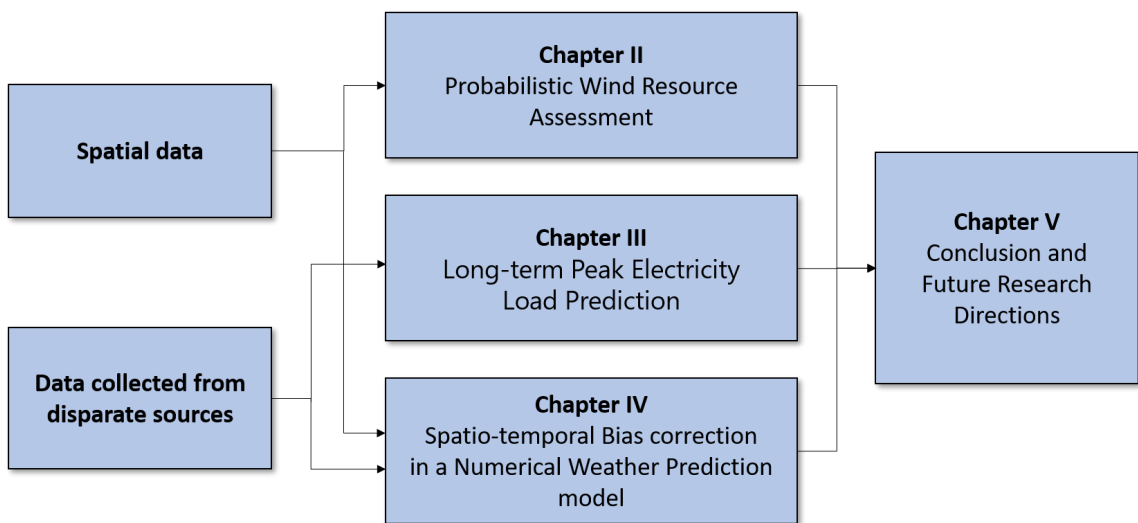 Spatial data
Data collected from
disparate sources
Chapter II
Probabilistic Wind Resource
Assessment
Chapter III
Long-term Peak Electricity
Load Prediction
Chapter IV
Spatio-temporal Bias correction
in a Numerical Weather Prediction
model
Chapter V
Conclusion and
Future Research
Directions